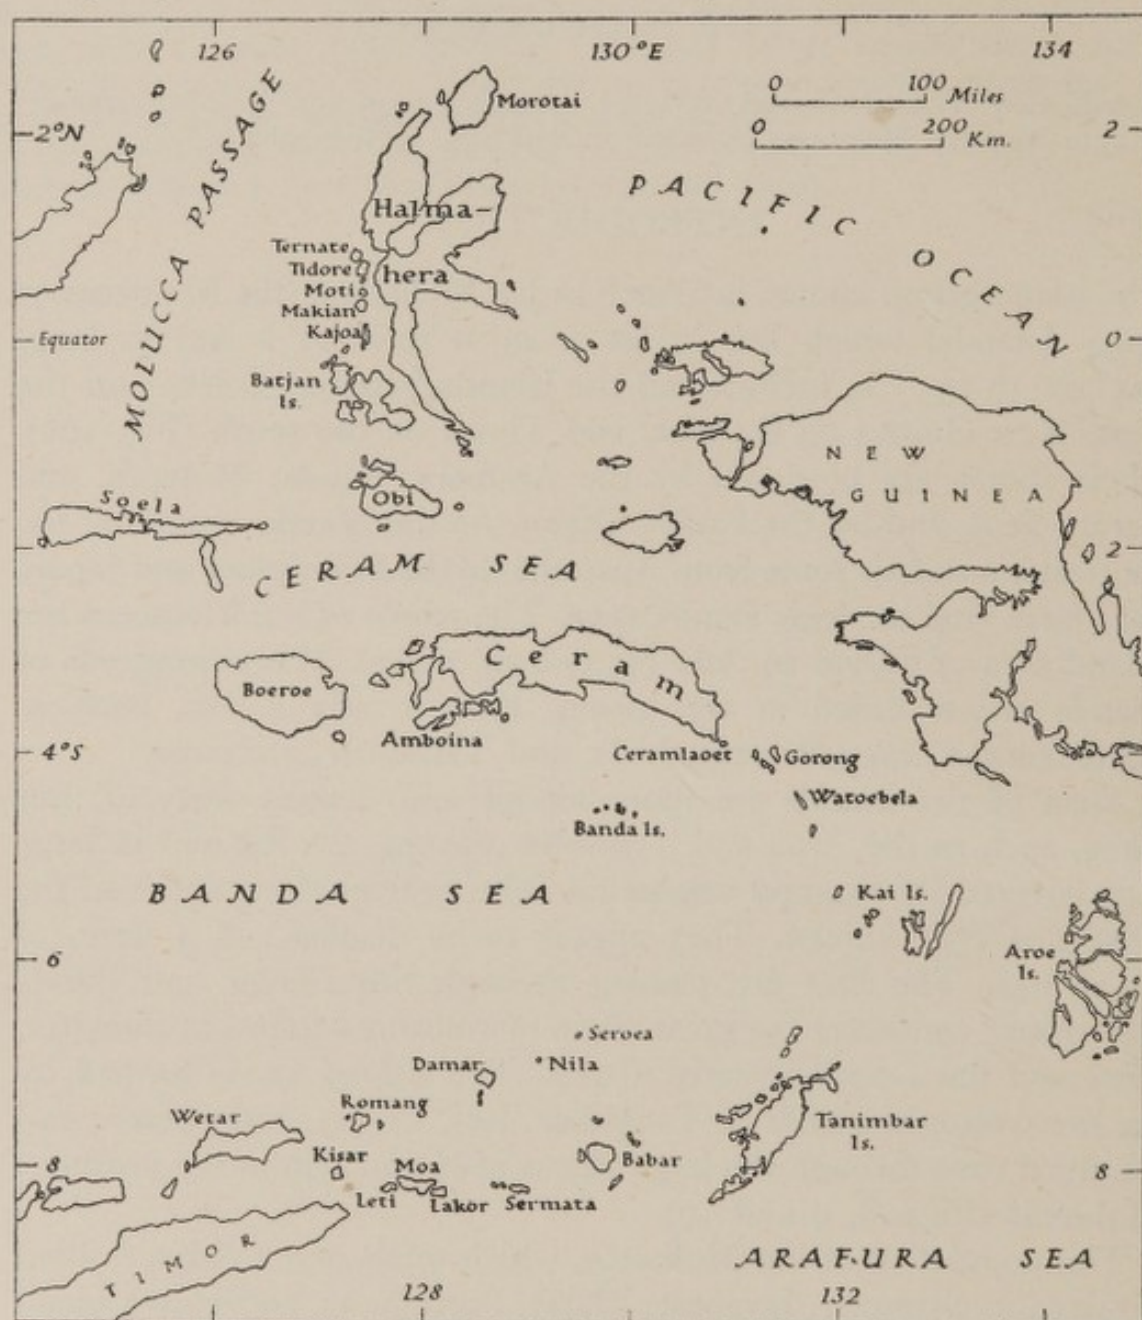 126
130°E
134
0 100 Miles
0 200 Km.
2°N
2
Morotai
MOLUCCA PASSAGE
PACIFIC OCEAN
Halma-
hera
Ternate
Tidore
Moti
Makian
Kajoa
Equator
0
Batjan
Is.
NEW
GUINEA
Soela
Obi
2
CERAM SEA
Ceram
Boeroe
Amboina
4°S
Ceramlaoet
Gorong
Watoebela
Banda Is.
BANDA SEA
Kai Is.
Aroe
Is.
6
Seroea
Damar
Nila
Romang
Wetar
Tanimbar
Is.
Kisar
Moa
Babar
8
8
Leti
Lakor
Sermata
TIMOR
ARAFURA SEA
128
132